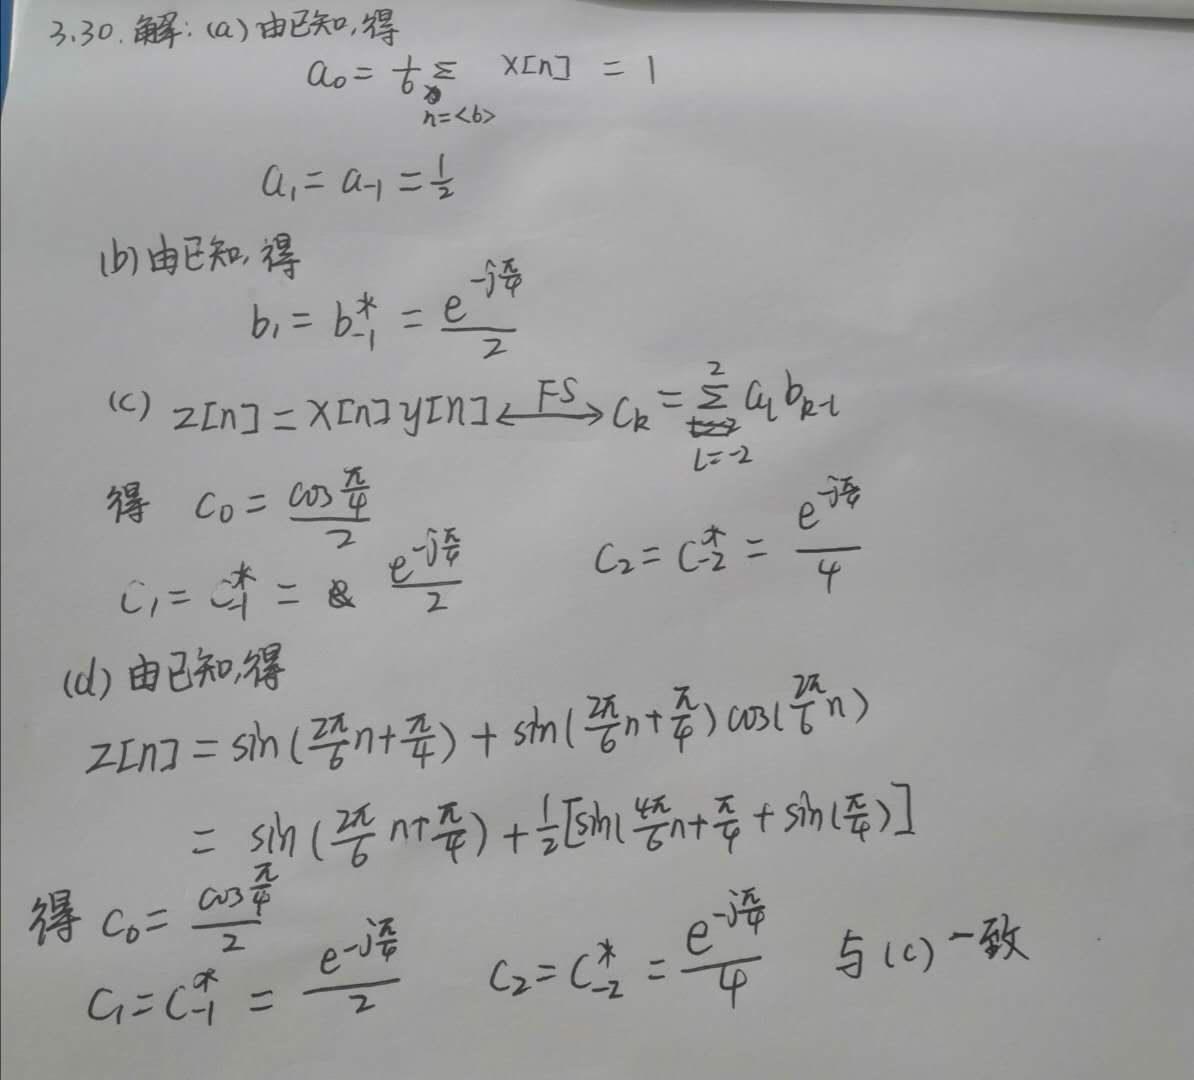 3.30. 解: (a) 由已知,得
a₀ = 1/6 Σ n=<6> x[n] = 1
a₁ = a₋₁ = 1/2
(b) 由已知,得
b₁ = b₋₁* = e^(-jπ/4)/2
(c) z[n] = x[n] y[n] ⟷FS Cₖ = Σ_{l=-2}^{2} aₗ bₖ₋ₗ
得 C₀ = cos(π/4)/2
C₁ = C₋₁* = e^(-jπ/4)/2 C₂ = C₋₂* = e^(-jπ/4)/4
(d) 由已知,得
z[n] = sin(2π/6 n + π/4) + sin(2π/6 n + π/4) cos(2π/6 n)
= sin(2π/6 n + π/4) + 1/2[sin(4π/6 n + π/4 + sin(π/4)]
得 C₀ = cos(π/4)/2
C₁ = C₋₁* = e^(-jπ/4)/2 C₂ = C₋₂* = e^(-jπ/4)/4 与(c)一致